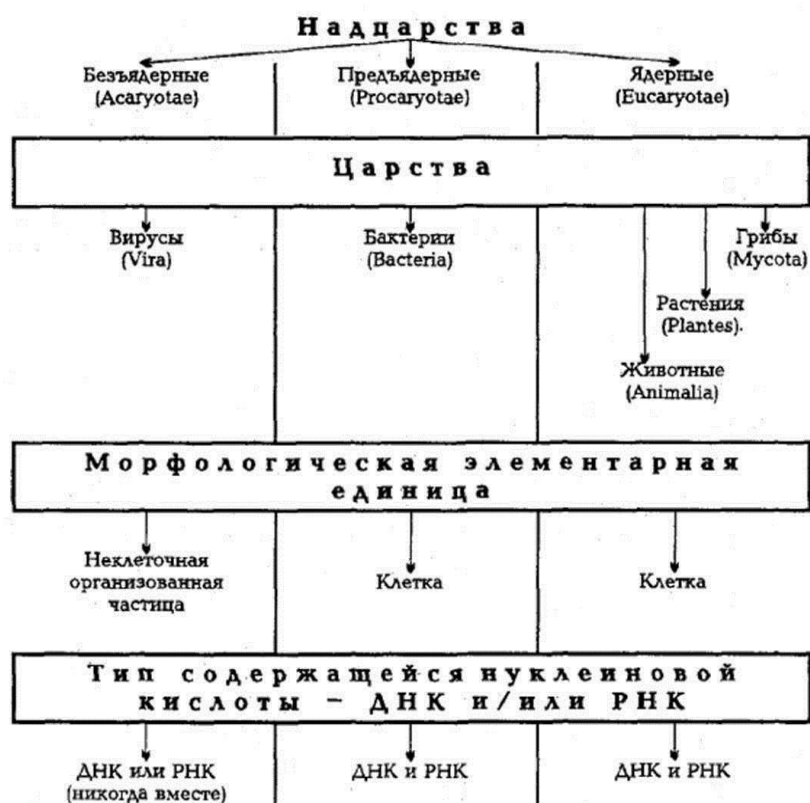 Надцарства
Безъядерные
(Acaryotae)
Предъядерные
(Procaryotae)
Ядерные
(Eucaryotae)
Царства
Вирусы
(Vira)
Бактерии
(Bacteria)
Грибы
(Mycota)
Растения
(Plantes).
Животные
(Animalia)
Морфологическая элементарная
единица
Неклеточная
организованная
частица
Клетка
Клетка
Тип содержащейся нуклеиновой
кислоты – ДНК и/или РНК
ДНК или РНК
(никогда вместе)
ДНК и РНК
ДНК и РНК